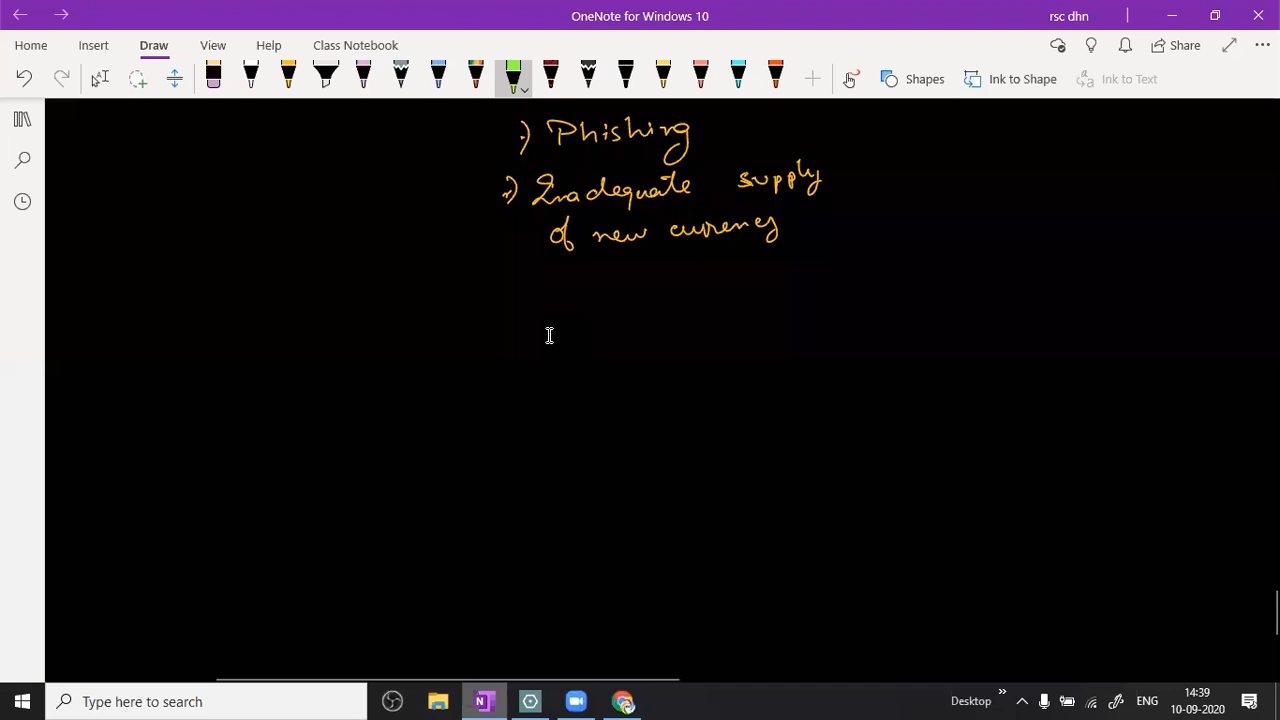 OneNote for Windows 10
rsc dhn
Home Insert Draw View Help Class Notebook
Share
Shapes
Ink to Shape
Ink to Text
Phishing
Inadequate supply
of new currency
Type here to search
Desktop
ENG
14:39
10-09-2020